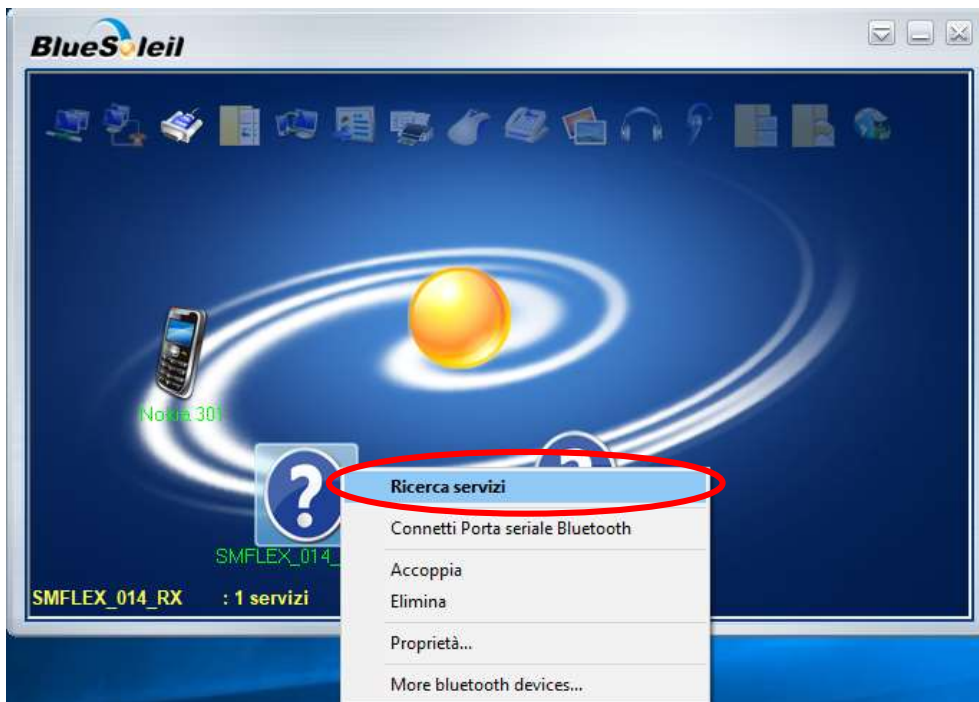 BlueSoleil
Nokia 301
SMFLEX_014_
SMFLEX_014_RX : 1 servizi
Ricerca servizi
Connetti Porta seriale Bluetooth
Accoppia
Elimina
Proprietà...
More bluetooth devices...